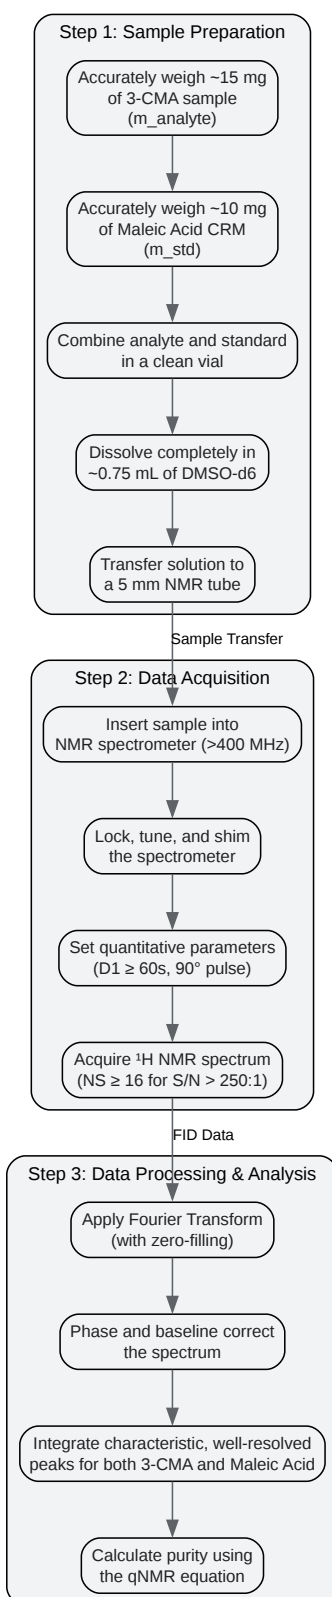 Step 1: Sample Preparation
Accurately weigh ~15 mg
of 3-CMA sample
(m_analyte)
Accurately weigh ~10 mg
of Maleic Acid CRM
(m_std)
Combine analyte and standard
in a clean vial
Dissolve completely in
~0.75 mL of DMSO-d6
Transfer solution to
a 5 mm NMR tube
Sample Transfer
Step 2: Data Acquisition
Insert sample into
NMR spectrometer (>400 MHz)
Lock, tune, and shim
the spectrometer
Set quantitative parameters
(D1 ≥ 60s, 90° pulse)
Acquire ¹H NMR spectrum
(NS ≥ 16 for S/N > 250:1)
FID Data
Step 3: Data Processing & Analysis
Apply Fourier Transform
(with zero-filling)
Phase and baseline correct
the spectrum
Integrate characteristic, well-resolved
peaks for both 3-CMA and Maleic Acid
Calculate purity using
the qNMR equation